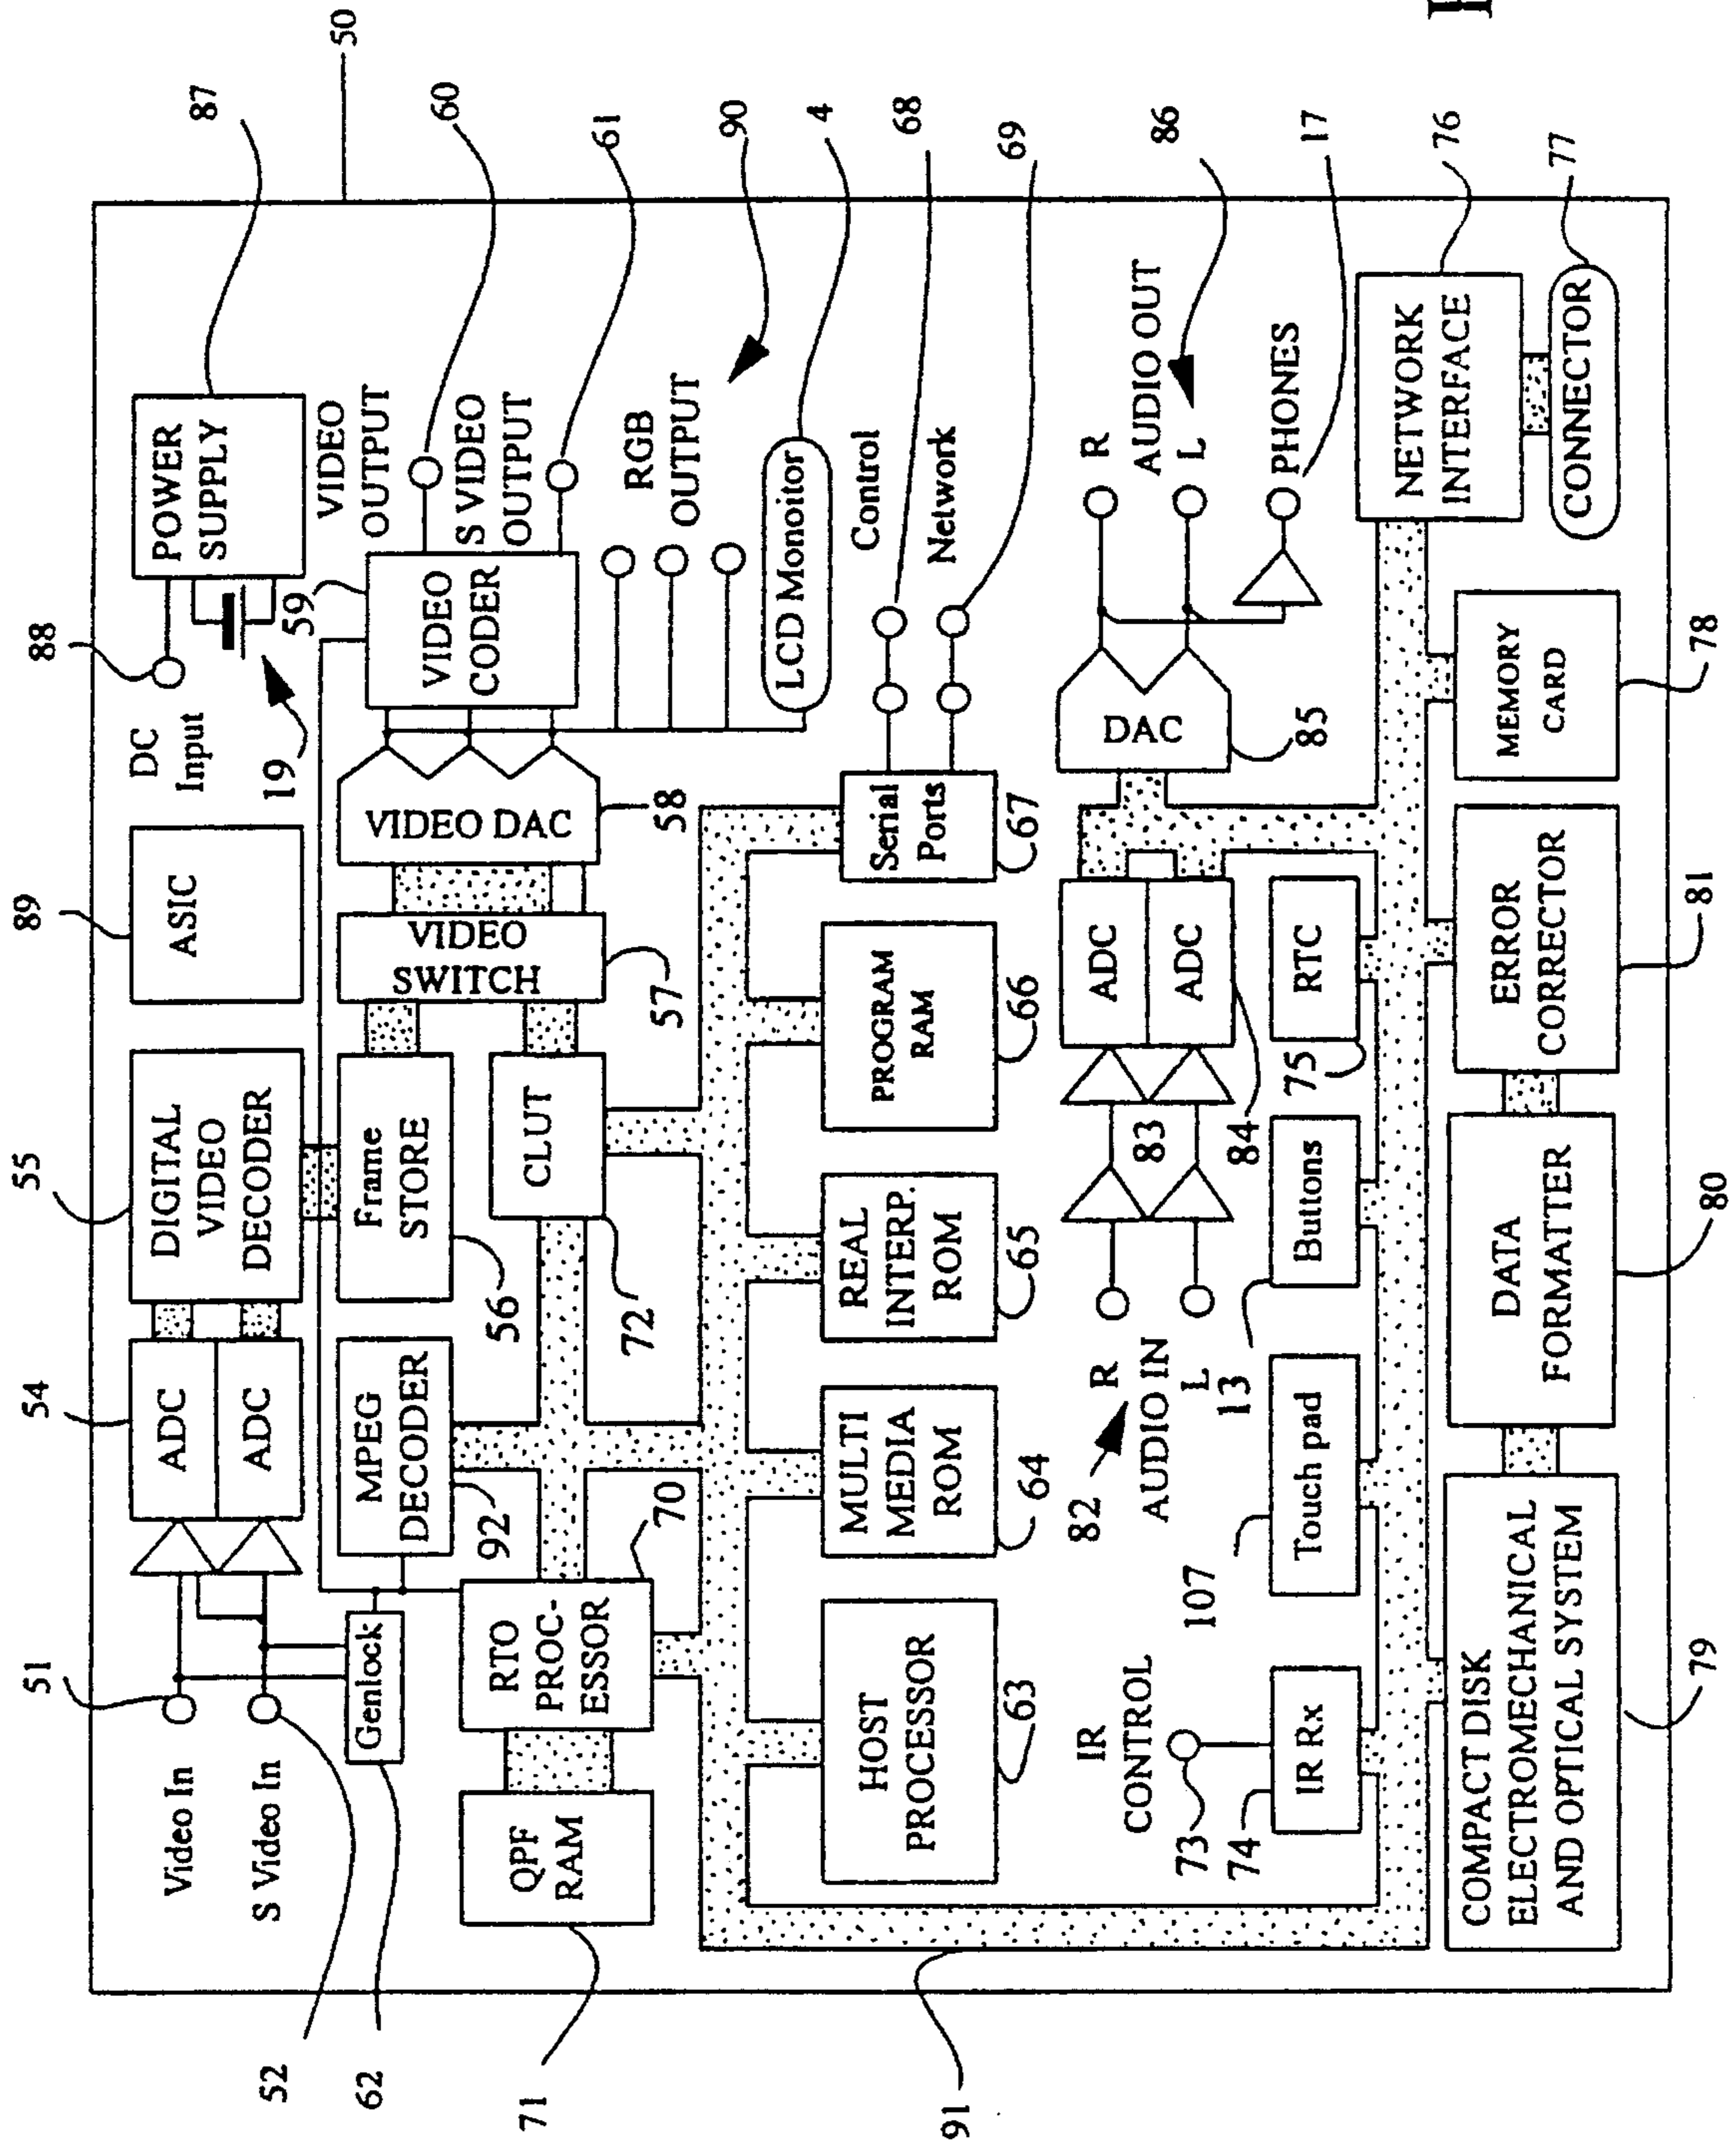 50
88
89
55
54
51
87
DC
Input
19
POWER
SUPPLY
ASIC
DIGITAL
VIDEO
DECODER
ADC
ADC
Video In
S Video In
52
62
Genlock
60
61
VIDEO
OUTPUT
S VIDEO
OUTPUT
59
VIDEO
CODER
VIDEO DAC
58
VIDEO
SWITCH
57
Frame
STORE
56
MPEG
DECODER
92
CLUT
72
RTO
PROC-
ESSOR
70
QPF
RAM
71
90
RGB
OUTPUT
4
LCD Monitor
68
Control
69
Network
Serial
Ports
67
PROGRAM
RAM
66
REAL
INTERP.
ROM
65
MULTI
MEDIA
ROM
64
HOST
PROCESSOR
63
86
R
AUDIO OUT
L
17
PHONES
DAC
85
ADC
ADC
84
83
82
R
AUDIO IN
L
IR
CONTROL
73
74
IR Rx
107
Touch pad
13
Buttons
75
RTC
91
76
NETWORK
INTERFACE
77
CONNECTOR
MEMORY
CARD
78
ERROR
CORRECTOR
81
DATA
FORMATTER
80
COMPACT DISK
ELECTROMECHANICAL
AND OPTICAL SYSTEM
79